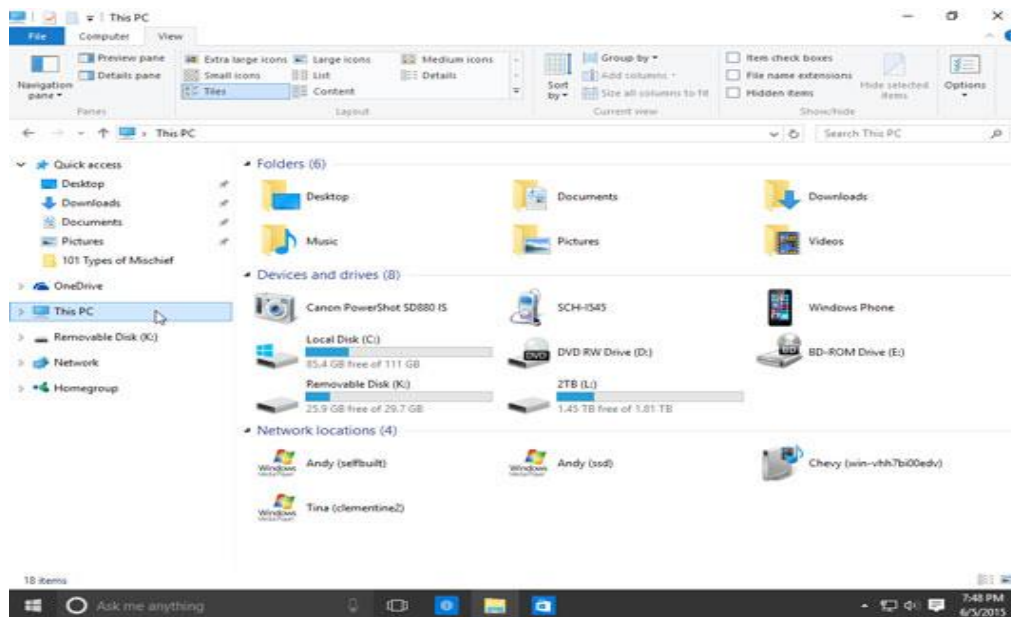 This PC
File Computer View
Preview pane Extra large icons Large icons Medium icons Group by Item check boxes
Details pane Small icons List Details Add columns File name extensions
Navigation pane Tiles Content Sort by Size all columns to fit Hidden items Hide selected items Options
Panes Layout Current view Show/hide
This PC Search This PC
Quick access
Desktop
Downloads
Documents
Pictures
101 Types of Mischief
OneDrive
This PC
Removable Disk (K:)
Network
Homegroup
Folders (6)
Desktop Documents Downloads
Music Pictures Videos
Devices and drives (8)
Canon PowerShot SD880 IS SCH-I545 Windows Phone
Local Disk (C:)
85.4 GB free of 111 GB
DVD RW Drive (D:) BD-ROM Drive (E:)
Removable Disk (K:)
25.9 GB free of 29.7 GB
2TB (L:)
1.45 TB free of 1.81 TB
Network locations (4)
Andy (selfbuilt) Andy (ssd) Chevy (win-vhh7bi00edv)
Tina (clementine2)
18 items
Ask me anything
7:48 PM
6/5/2015